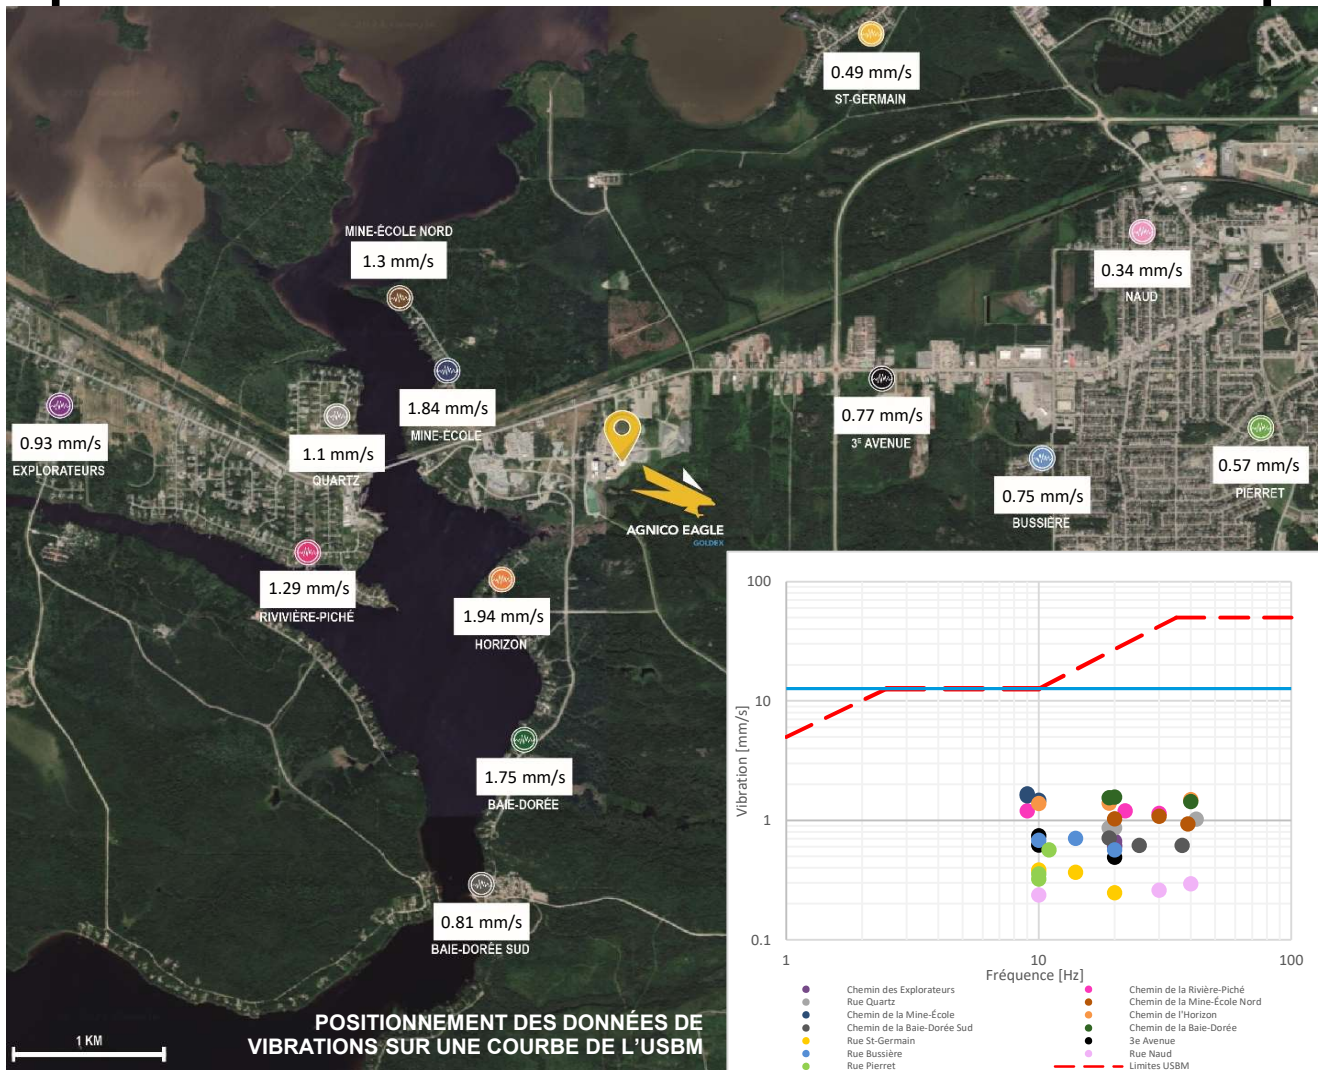 0.49 mm/s
ST-GERMAIN
MINE-ÉCOLE NORD
1.3 mm/s
0.34 mm/s
NAUD
1.84 mm/s
MINE-ÉCOLE
0.93 mm/s
EXPLORATEURS
1.1 mm/s
QUARTZ
0.77 mm/s
3E AVENUE
0.75 mm/s
BUSSIÈRE
0.57 mm/s
PIERRET
AGNICO EAGLE
GOLDEX
1.29 mm/s
RIVIVIÈRE-PICHÉ
1.94 mm/s
HORIZON
1.75 mm/s
BAIE-DORÉE
0.81 mm/s
BAIE-DORÉE SUD
POSITIONNEMENT DES DONNÉES DE
VIBRATIONS SUR UNE COURBE DE L'USBM
1 KM
100
10
1
0.1
Vibration [mm/s]
1
10
100
Fréquence [Hz]
Chemin des Explorateurs
Chemin de la Rivière-Piché
Rue Quartz
Chemin de la Mine-École Nord
Chemin de la Mine-École
Chemin de l'Horizon
Chemin de la Baie-Dorée Sud
Chemin de la Baie-Dorée
Rue St-Germain
3e Avenue
Rue Bussière
Rue Naud
Rue Pierret
Limites USBM